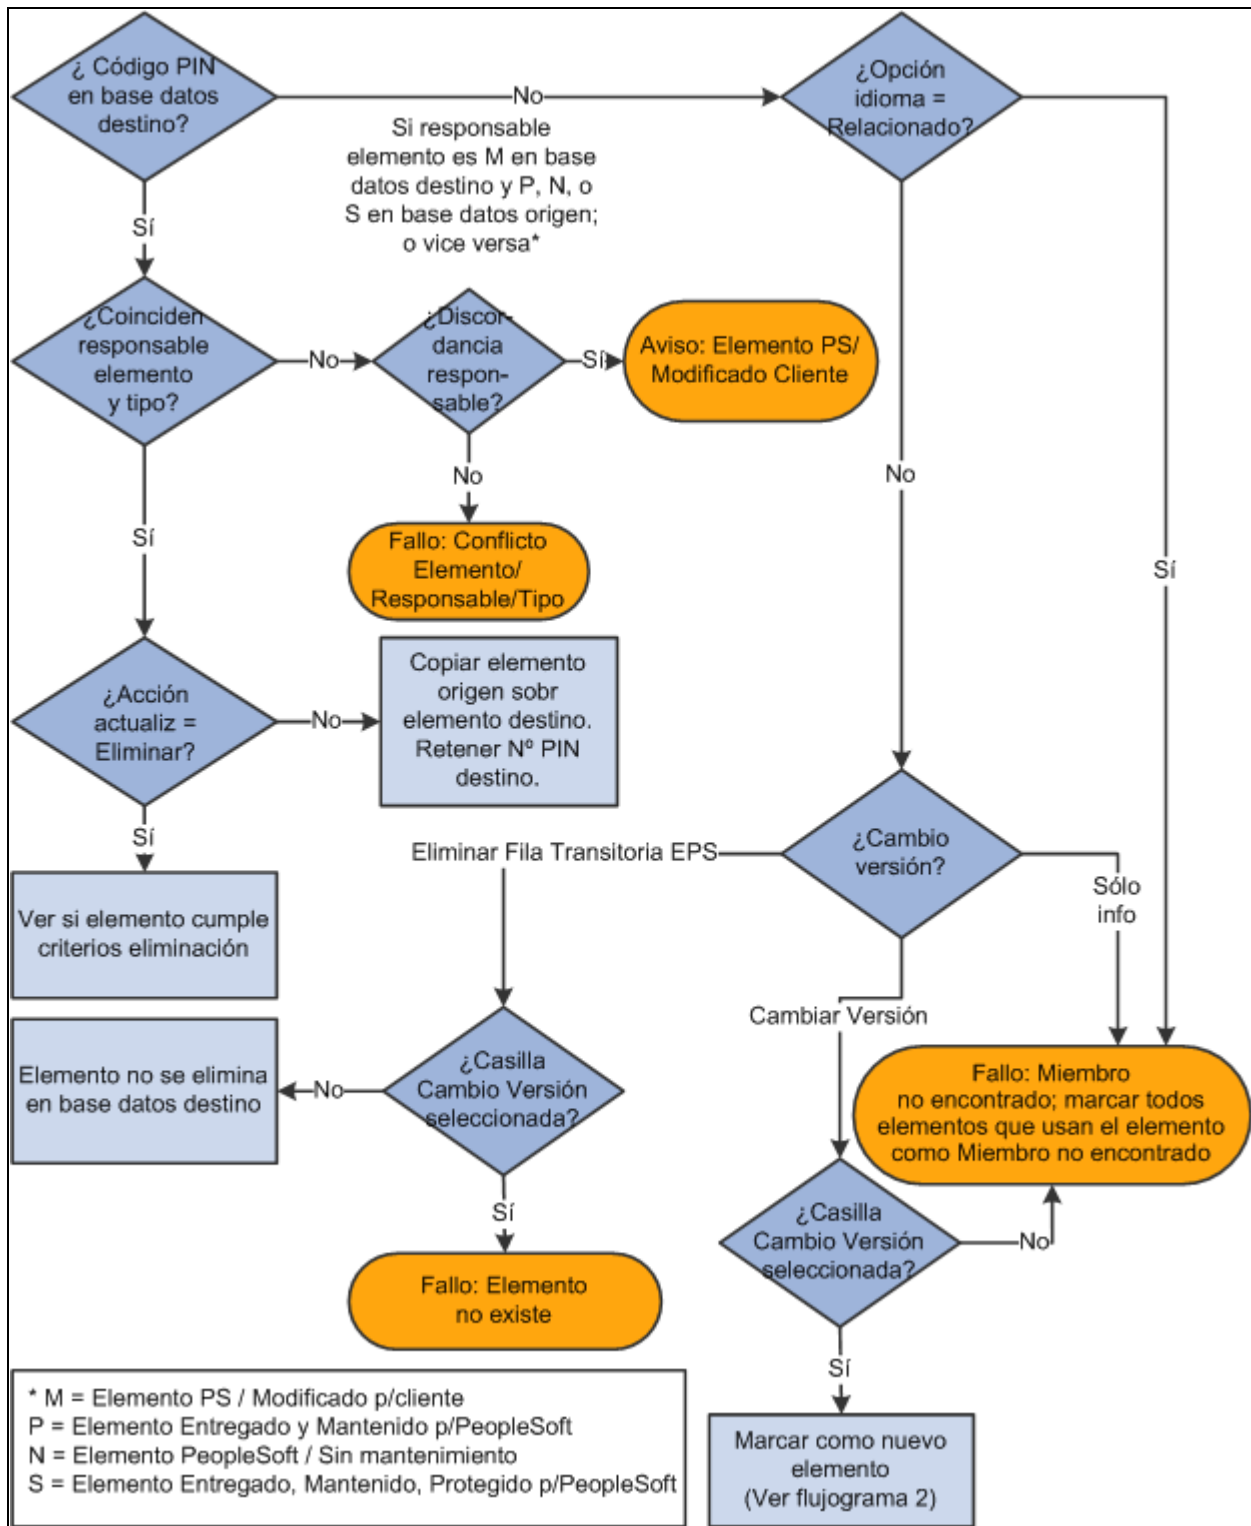 ¿ Código PIN
en base datos
destino?
No
¿Opción
idioma =
Relacionado?
Si responsable
elemento es M en base
datos destino y P, N, o
S en base datos origen;
o vice versa*
Sí
¿Coinciden
responsable
elemento
y tipo?
No
¿Discor-
dancia
respon-
sable?
Sí
Aviso: Elemento PS/
Modificado Cliente
No
No
Sí
Fallo: Conflicto
Elemento/
Responsable/Tipo
Sí
¿Acción
actualiz =
Eliminar?
No
Copiar elemento
origen sobr
elemento destino.
Retener Nº PIN
destino.
Sí
Eliminar Fila Transitoria EPS
¿Cambio
versión?
Sólo
info
Ver si elemento cumple
criterios eliminación
Cambiar Versión
Elemento no se elimina
en base datos destino
No
¿Casilla
Cambio Versión
seleccionada?
Fallo: Miembro
no encontrado; marcar todos
elementos que usan el elemento
como Miembro no encontrado
Sí
¿Casilla
Cambio Versión
seleccionada?
No
Fallo: Elemento
no existe
Sí
* M = Elemento PS / Modificado p/cliente
P = Elemento Entregado y Mantenido p/PeopleSoft
N = Elemento PeopleSoft / Sin mantenimiento
S = Elemento Entregado, Mantenido, Protegido p/PeopleSoft
Marcar como nuevo
elemento
(Ver flujograma 2)